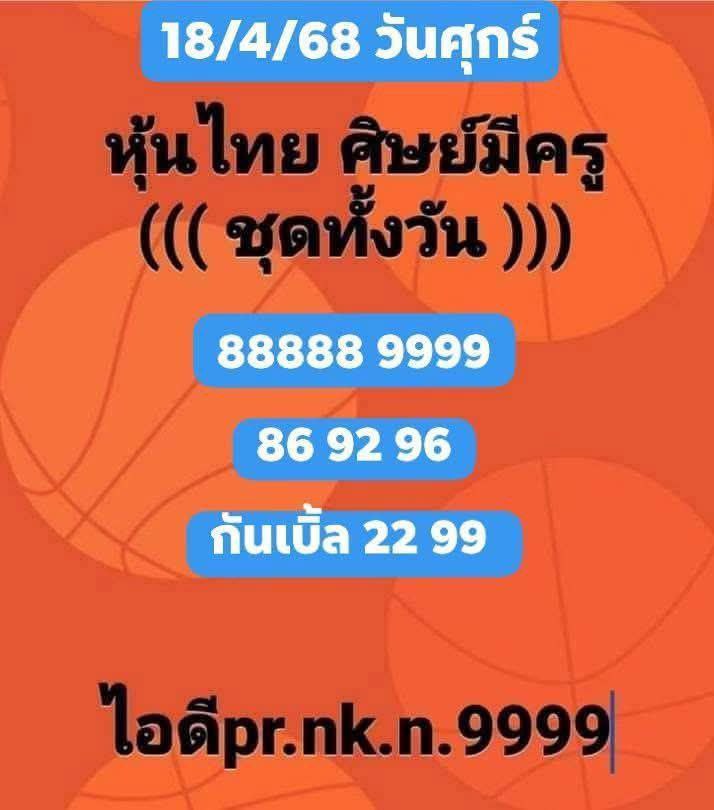 18/4/68 วันศุกร์
หุ้นไทย ศิษย์มีครู
((( ชุดทั้งวัน )))
88888 9999
86 92 96
กันเบิ้ล 22 99
ไอดีpr.nk.n.9999